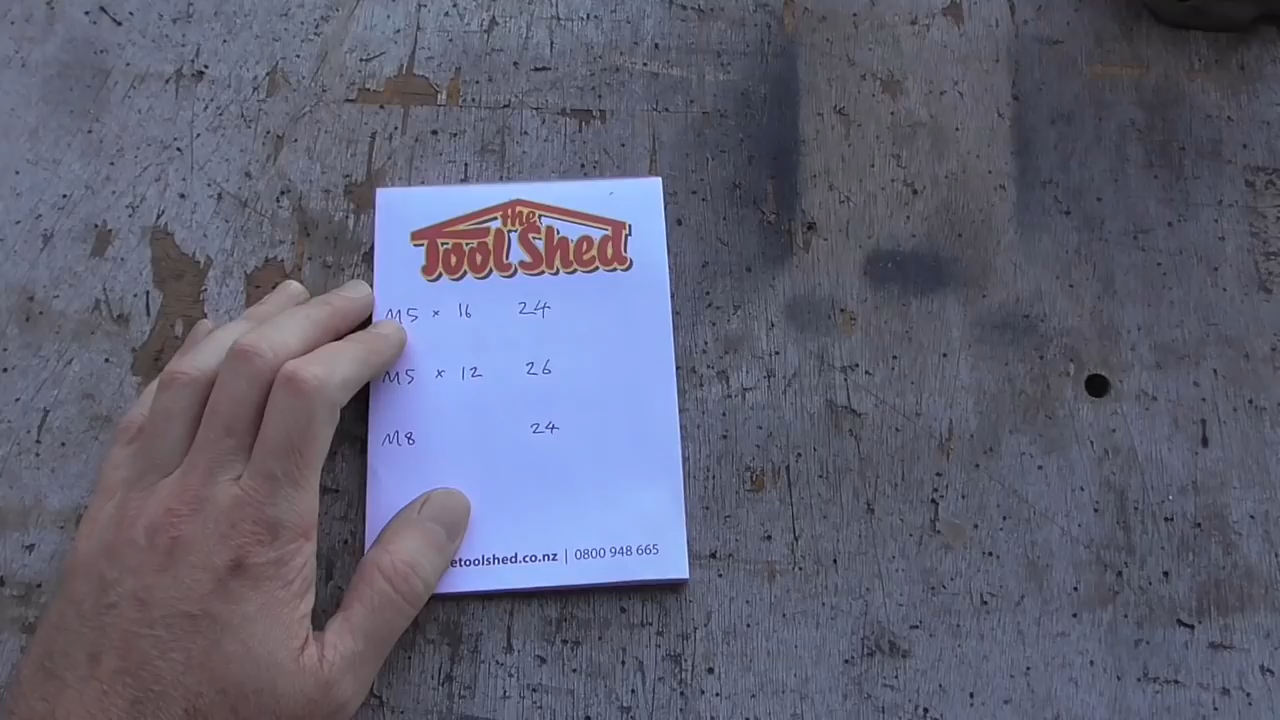 the
Tool Shed
M5 × 16 24
M5 × 12 26
M8 24
etoolshed.co.nz | 0800 948 665